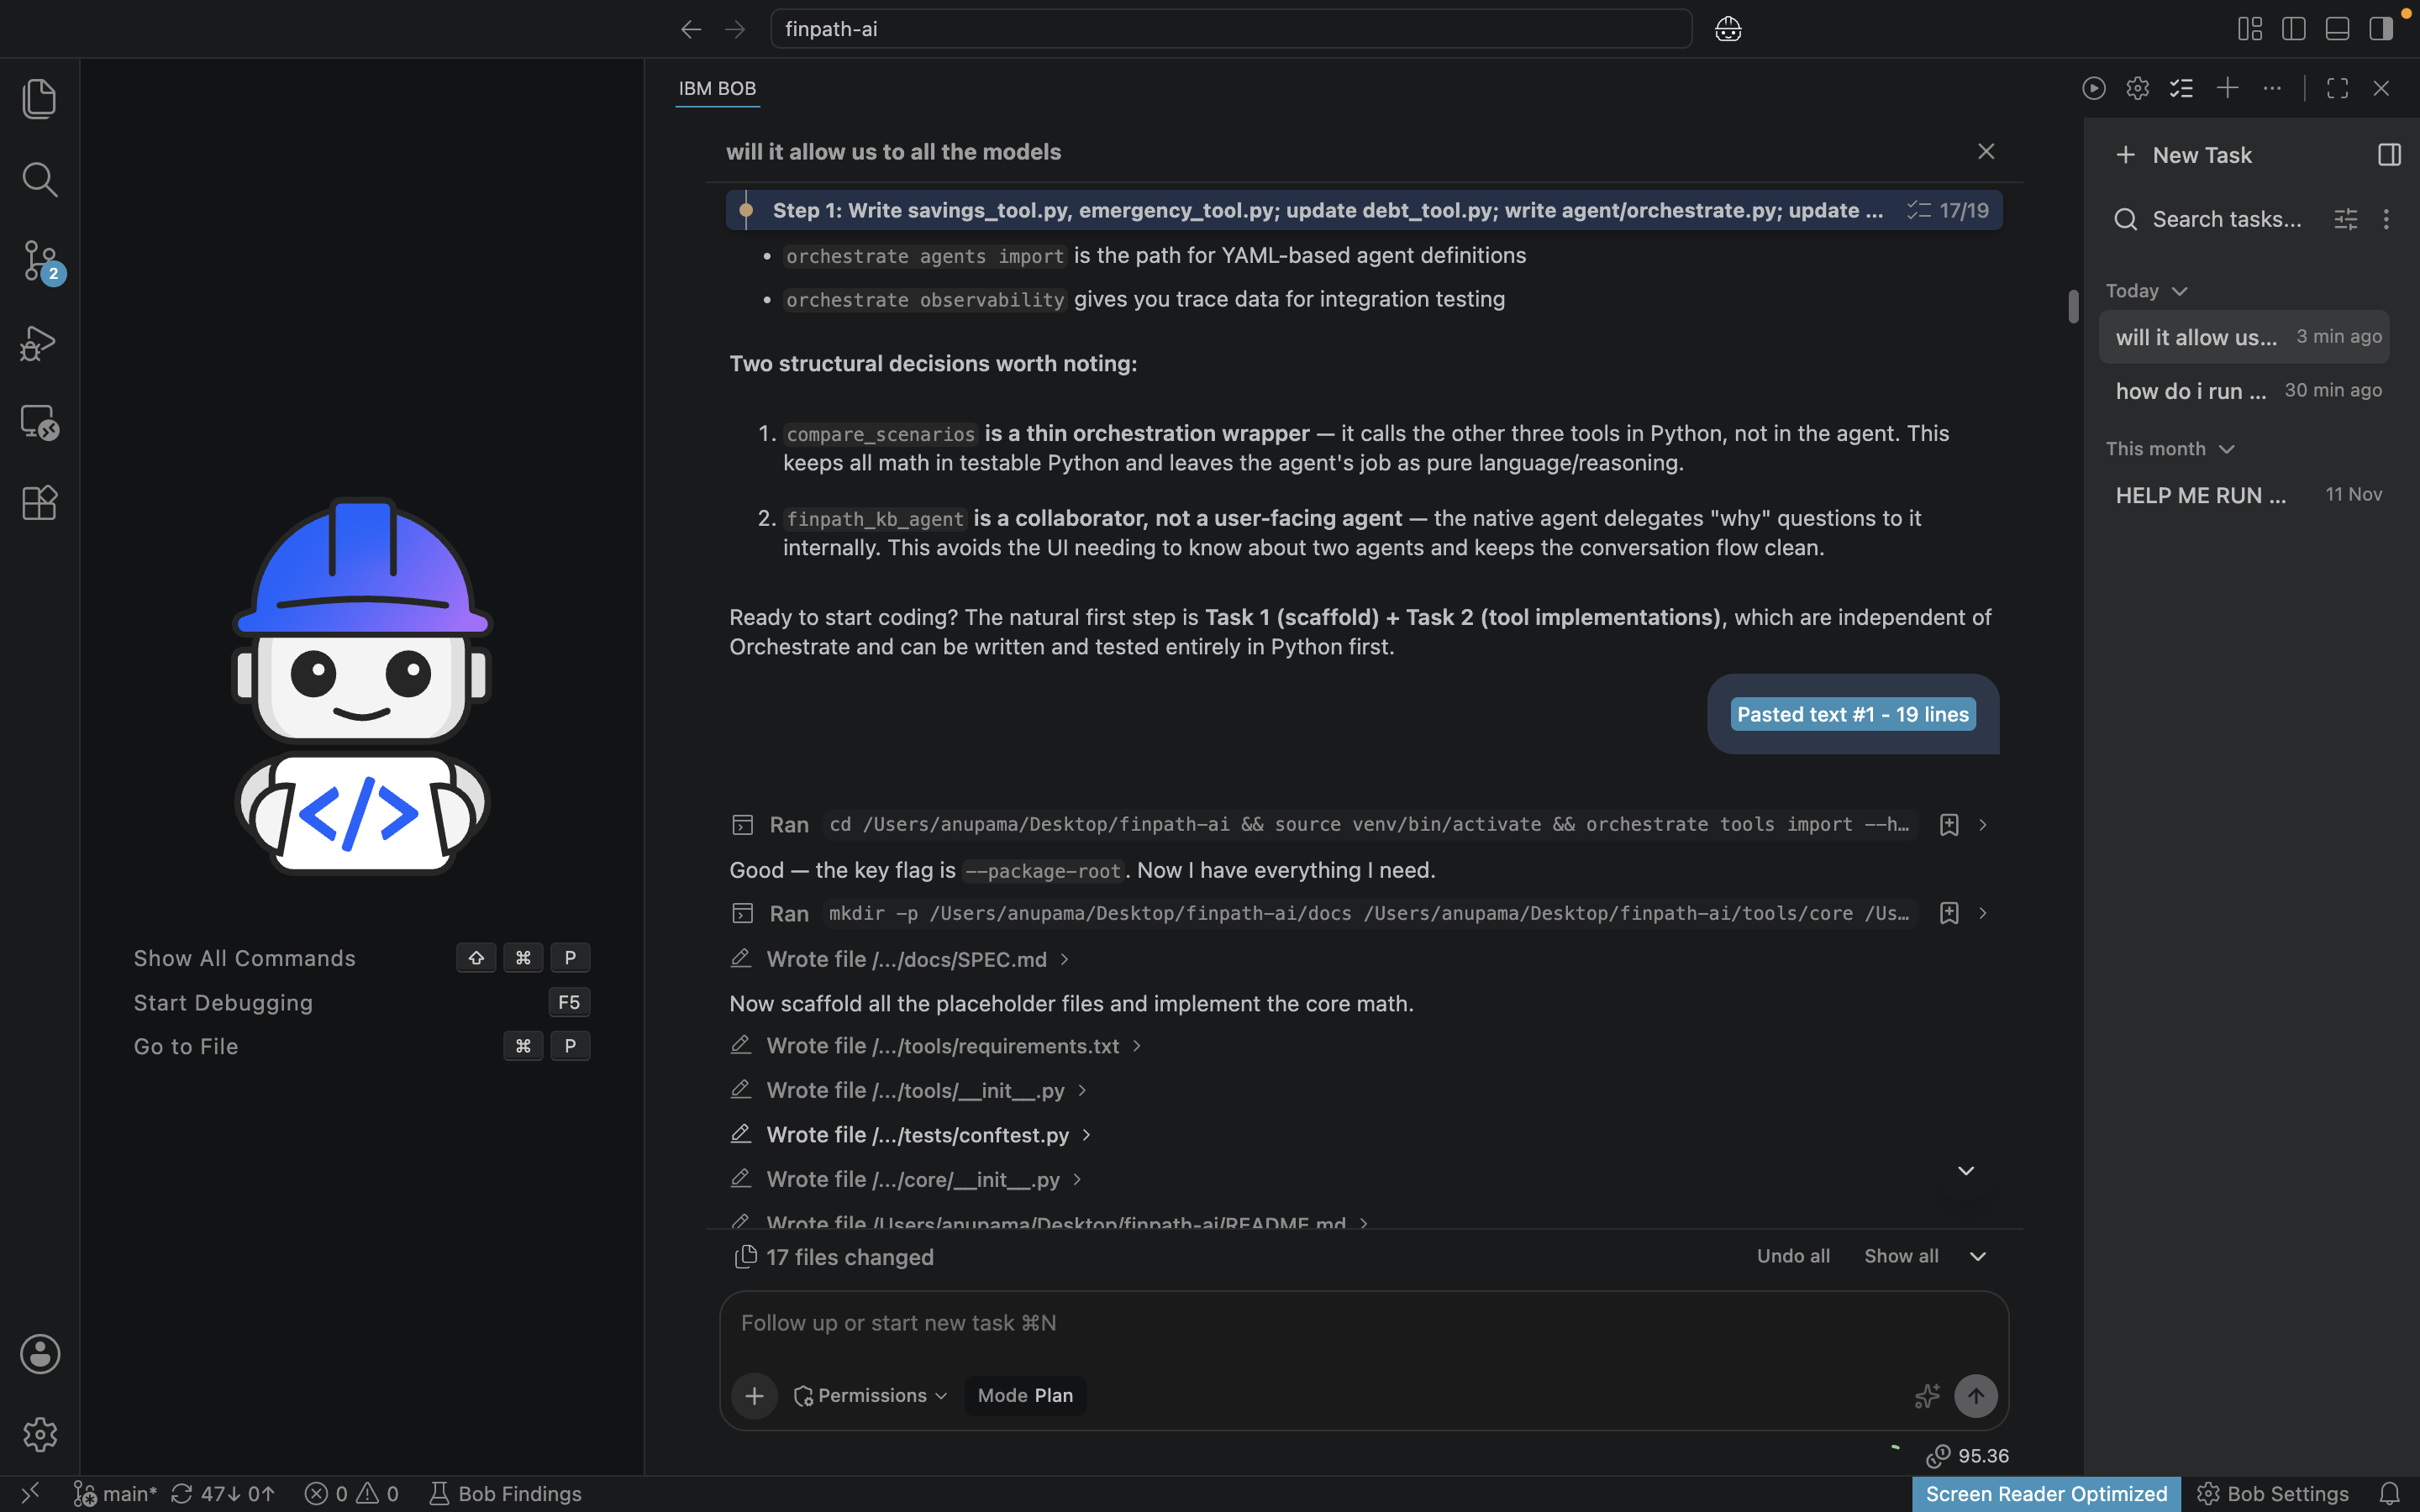 finpath-ai
IBM BOB
will it allow us to all the models
Step 1: Write savings_tool.py, emergency_tool.py; update debt_tool.py; write agent/orchestrate.py; update ...
17/19
• orchestrate agents import is the path for YAML-based agent definitions
• orchestrate observability gives you trace data for integration testing
Two structural decisions worth noting:
1. compare_scenarios is a thin orchestration wrapper — it calls the other three tools in Python, not in the agent. This
keeps all math in testable Python and leaves the agent's job as pure language/reasoning.
2. finpath_kb_agent is a collaborator, not a user-facing agent — the native agent delegates "why" questions to it
internally. This avoids the UI needing to know about two agents and keeps the conversation flow clean.
Ready to start coding? The natural first step is Task 1 (scaffold) + Task 2 (tool implementations), which are independent of
Orchestrate and can be written and tested entirely in Python first.
Pasted text #1 - 19 lines
Ran cd /Users/anupama/Desktop/finpath-ai && source venv/bin/activate && orchestrate tools import --h…
Good — the key flag is --package-root. Now I have everything I need.
Ran mkdir -p /Users/anupama/Desktop/finpath-ai/docs /Users/anupama/Desktop/finpath-ai/tools/core /Us…
Wrote file /.../docs/SPEC.md
Now scaffold all the placeholder files and implement the core math.
Wrote file /.../tools/requirements.txt
Wrote file /.../tools/__init__.py
Wrote file /.../tests/conftest.py
Wrote file /.../core/__init__.py
Wrote file /Users/anupama/Desktop/finpath-ai/README.md
17 files changed
Undo all
Show all
Follow up or start new task ⌘N
Permissions
Mode Plan
95.36
New Task
Search tasks...
Today
will it allow us... 3 min ago
how do i run ... 30 min ago
This month
HELP ME RUN ... 11 Nov
2
</>
Show All Commands ⇧ ⌘ P
Start Debugging F5
Go to File ⌘ P
main* 47↓ 0↑ 0 0 Bob Findings
Screen Reader Optimized
Bob Settings